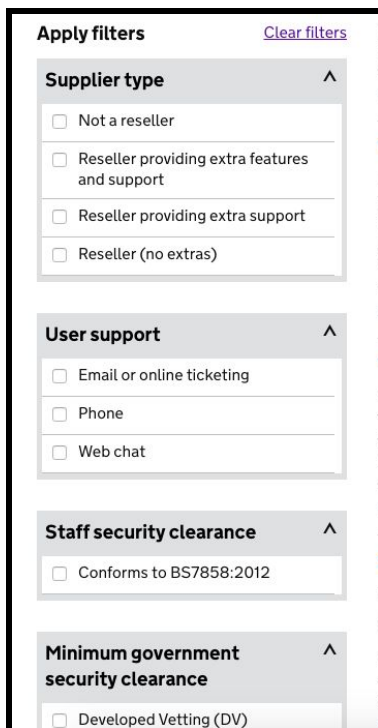 Apply filters
Clear filters
Supplier type
Not a reseller
Reseller providing extra features
and support
Reseller providing extra support
Reseller (no extras)
User support
Email or online ticketing
Phone
Web chat
Staff security clearance
Conforms to BS7858:2012
Minimum government
security clearance
Developed Vetting (DV)